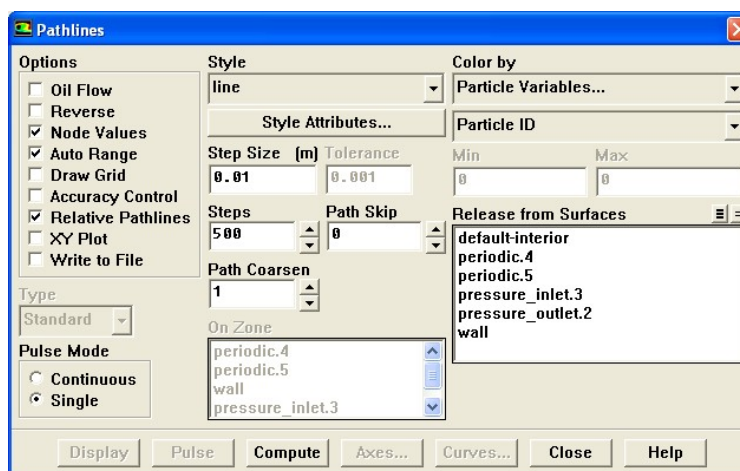 Pathlines
Options
Oil Flow
Reverse
Node Values
Auto Range
Draw Grid
Accuracy Control
Relative Pathlines
XY Plot
Write to File
Type
Standard
Pulse Mode
Continuous
Single
Style
line
Style Attributes...
Step Size (m) Tolerance
0.01 0.001
Steps Path Skip
500 0
Path Coarsen
1
On Zone
periodic.4
periodic.5
wall
pressure_inlet.3
Color by
Particle Variables...
Particle ID
Min Max
0 0
Release from Surfaces
default-interior
periodic.4
periodic.5
pressure_inlet.3
pressure_outlet.2
wall
Display Pulse Compute Axes... Curves... Close Help